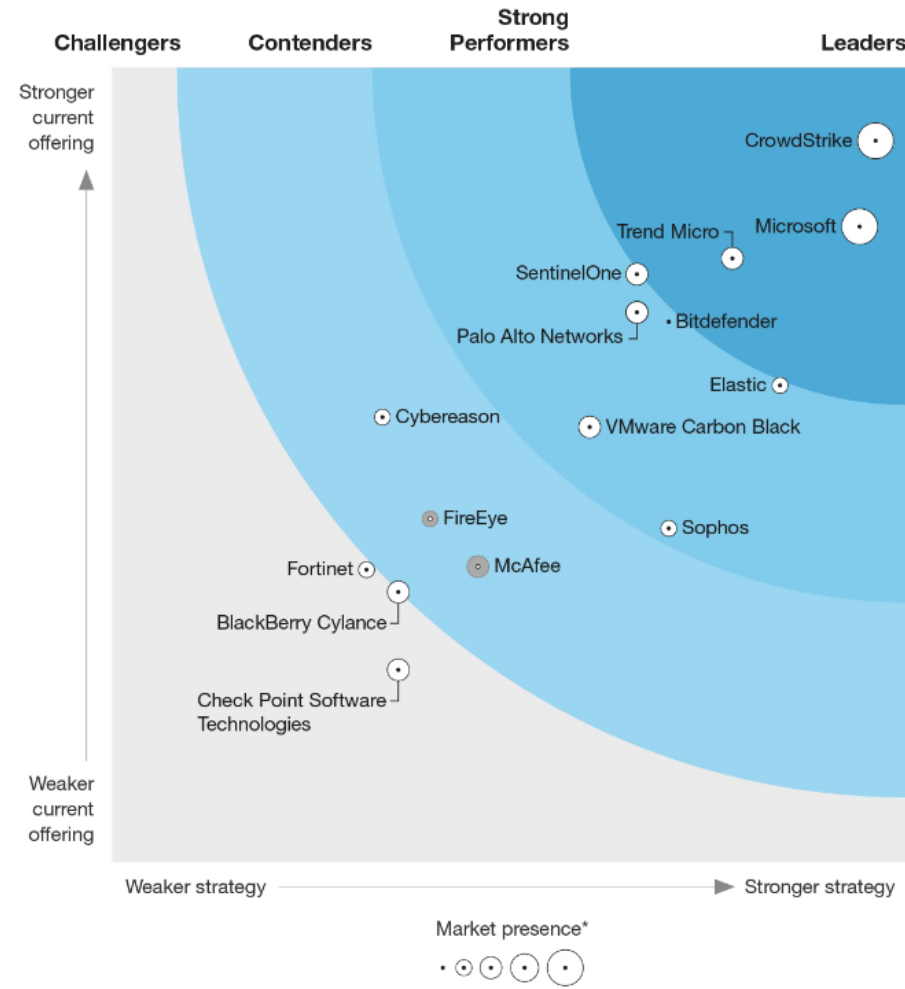 Challengers
Contenders
Strong
Performers
Leaders
Stronger
current
offering
CrowdStrike
Microsoft
Trend Micro
SentinelOne
Bitdefender
Palo Alto Networks
Elastic
Cybereason
VMware Carbon Black
FireEye
Sophos
Fortinet
McAfee
BlackBerry Cylance
Check Point Software
Technologies
Weaker
current
offering
Weaker strategy
Stronger strategy
Market presence*